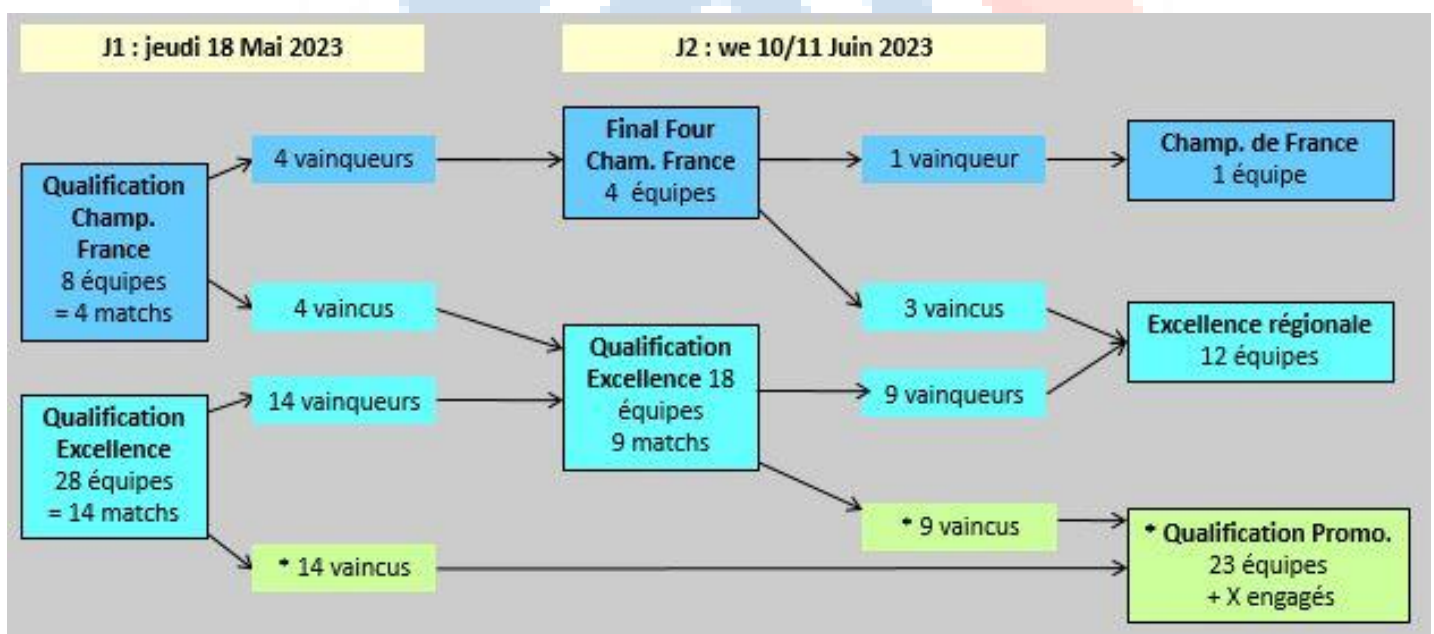 J1 : jeudi 18 Mai 2023
J2 : we 10/11 Juin 2023
Qualification
Champ.
France
8 équipes
= 4 matchs
4 vainqueurs
4 vaincus
Final Four
Cham. France
4 équipes
1 vainqueur
Champ. de France
1 équipe
3 vaincus
Excellence régionale
12 équipes
Qualification
Excellence
28 équipes
= 14 matchs
14 vainqueurs
* 14 vaincus
Qualification
Excellence 18
équipes
9 matchs
9 vainqueurs
* 9 vaincus
* Qualification Promo.
23 équipes
+ X engagés